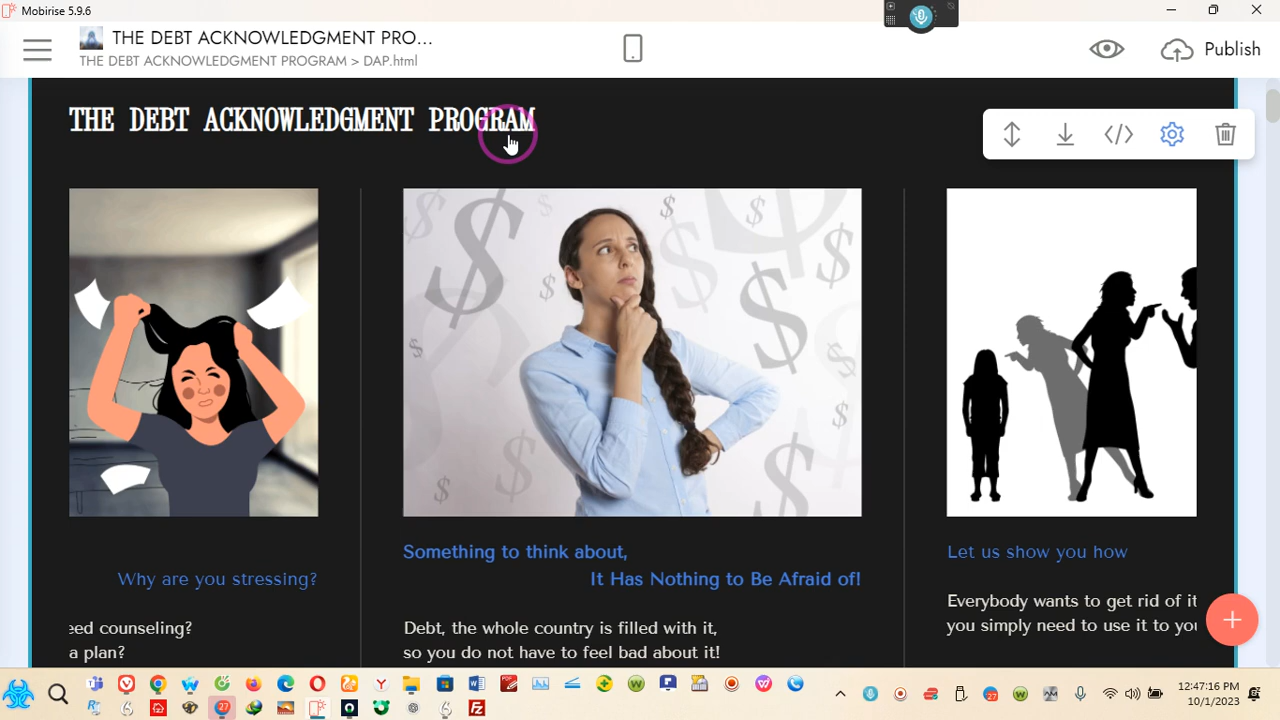 Mobirise 5.9.6
THE DEBT ACKNOWLEDGMENT PRO...
THE DEBT ACKNOWLEDGMENT PROGRAM > DAP.html
Publish
THE DEBT ACKNOWLEDGMENT PROGRAM
Why are you stressing?
eed counseling?
a plan?
Something to think about,
It Has Nothing to Be Afraid of!
Debt, the whole country is filled with it,
so you do not have to feel bad about it!
Let us show you how
Everybody wants to get rid of it
you simply need to use it to you
12:47:16 PM
10/1/2023